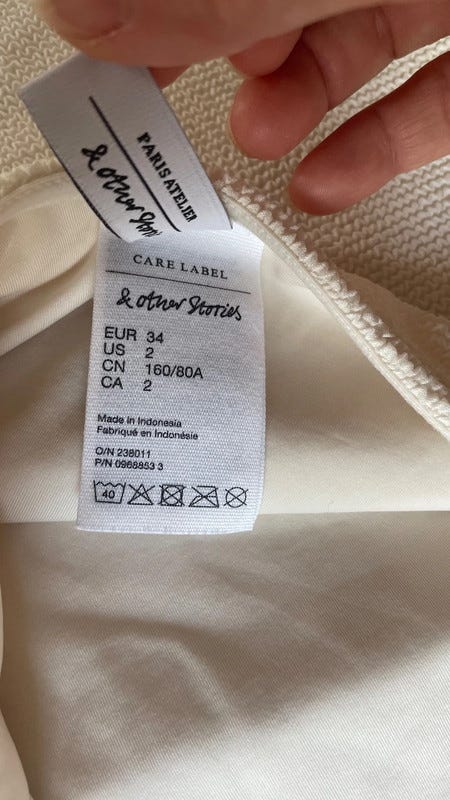 PARIS ATELIER
& other Stories
CARE LABEL
& other Stories
EUR 34
US 2
CN 160/80A
CA 2
Made in Indonesia
Fabriqué en Indonésie
O/N 238011
P/N 0968853 3
40